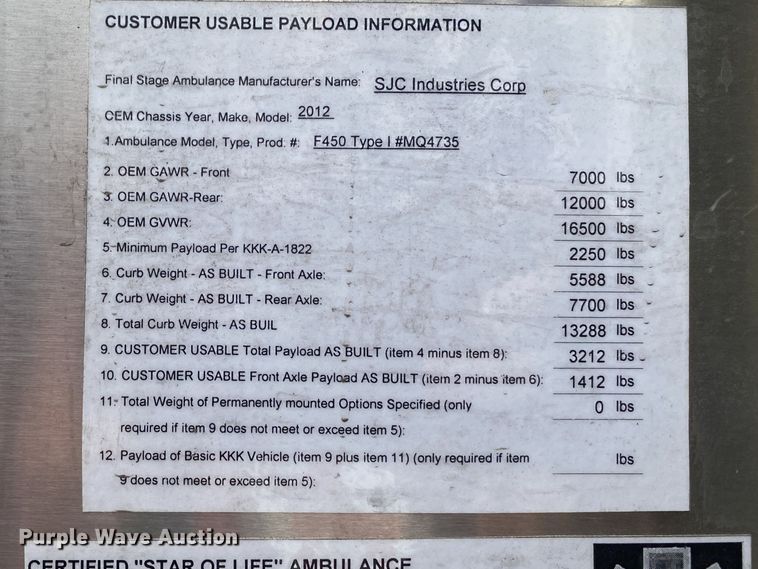 CUSTOMER USABLE PAYLOAD INFORMATION
Final Stage Ambulance Manufacturer's Name: SJC Industries Corp
OEM Chassis Year, Make, Model: 2012
1. Ambulance Model, Type, Prod. #: F450 Type I #MQ4735
2. OEM GAWR - Front 7000 lbs
3. OEM GAWR-Rear: 12000 lbs
4. OEM GVWR: 16500 lbs
5. Minimum Payload Per KKK-A-1822 2250 lbs
6. Curb Weight - AS BUILT - Front Axle: 5588 lbs
7. Curb Weight - AS BUILT - Rear Axle: 7700 lbs
8. Total Curb Weight - AS BUIL 13288 lbs
9. CUSTOMER USABLE Total Payload AS BUILT (item 4 minus item 8): 3212 lbs
10. CUSTOMER USABLE Front Axle Payload AS BUILT (item 2 minus item 6): 1412 lbs
11. Total Weight of Permanently mounted Options Specified (only 0 lbs
required if item 9 does not meet or exceed item 5):
12. Payload of Basic KKK Vehicle (item 9 plus item 11) (only required if item lbs
9 does not meet or exceed item 5):
Purple Wave Auction
CERTIFIED "STAR OF LIFE" AMBULANCE